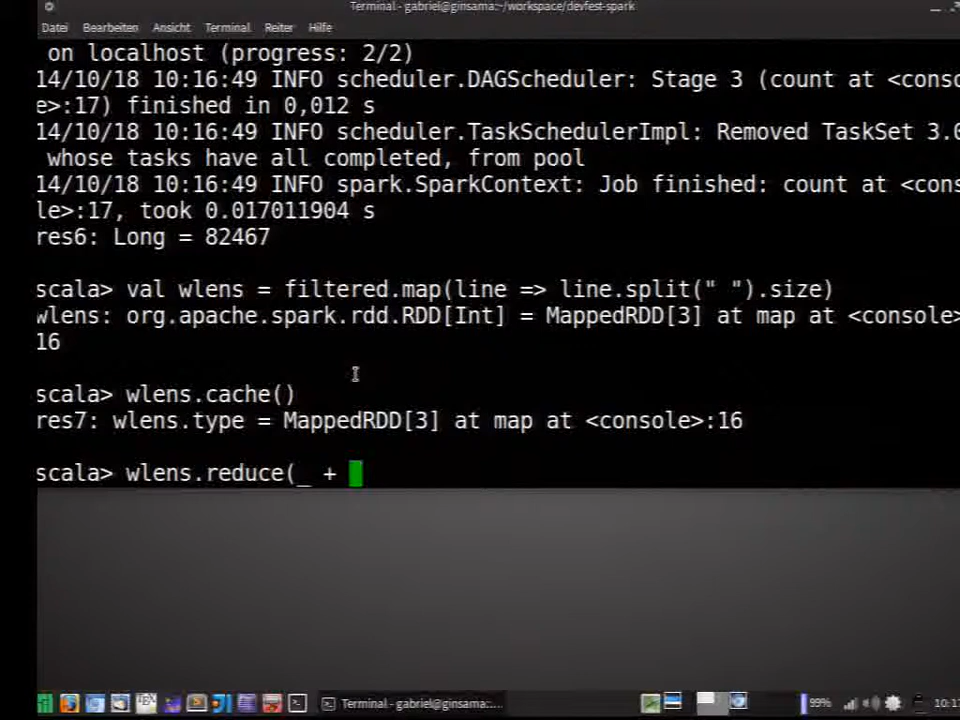 Terminal - gabriel@ginsama:~/workspace/devfest-spark
Datei Bearbeiten Ansicht Terminal Reiter Hilfe
on localhost (progress: 2/2)
14/10/18 10:16:49 INFO scheduler.DAGScheduler: Stage 3 (count at <conso
e>:17) finished in 0,012 s
14/10/18 10:16:49 INFO scheduler.TaskSchedulerImpl: Removed TaskSet 3.0
whose tasks have all completed, from pool
14/10/18 10:16:49 INFO spark.SparkContext: Job finished: count at <cons
le>:17, took 0.017011904 s
res6: Long = 82467
scala> val wlens = filtered.map(line => line.split(" ").size)
wlens: org.apache.spark.rdd.RDD[Int] = MappedRDD[3] at map at <console>
16
scala> wlens.cache()
res7: wlens.type = MappedRDD[3] at map at <console>:16
scala> wlens.reduce(_ +
Terminal - gabriel@ginsama:~/workspace/...
99%
10:17